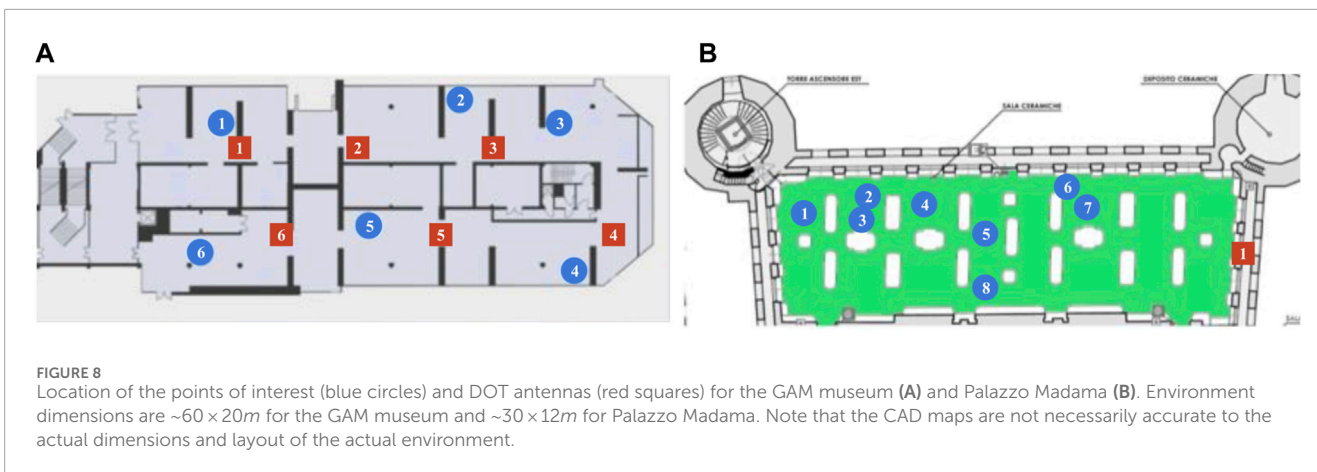 A
B
TORRE ASCENSORE EST
DEPOSITO CERAMICHE
SALA CERAMICHE
1
2
3
1
2
3
5
6
6
5
4
4
1
2
3
4
5
6
7
8
1
FIGURE 8
Location of the points of interest (blue circles) and DOT antennas (red squares) for the GAM museum (A) and Palazzo Madama (B). Environment
dimensions are ~60 × 20m for the GAM museum and ~30 × 12m for Palazzo Madama. Note that the CAD maps are not necessarily accurate to the
actual dimensions and layout of the actual environment.